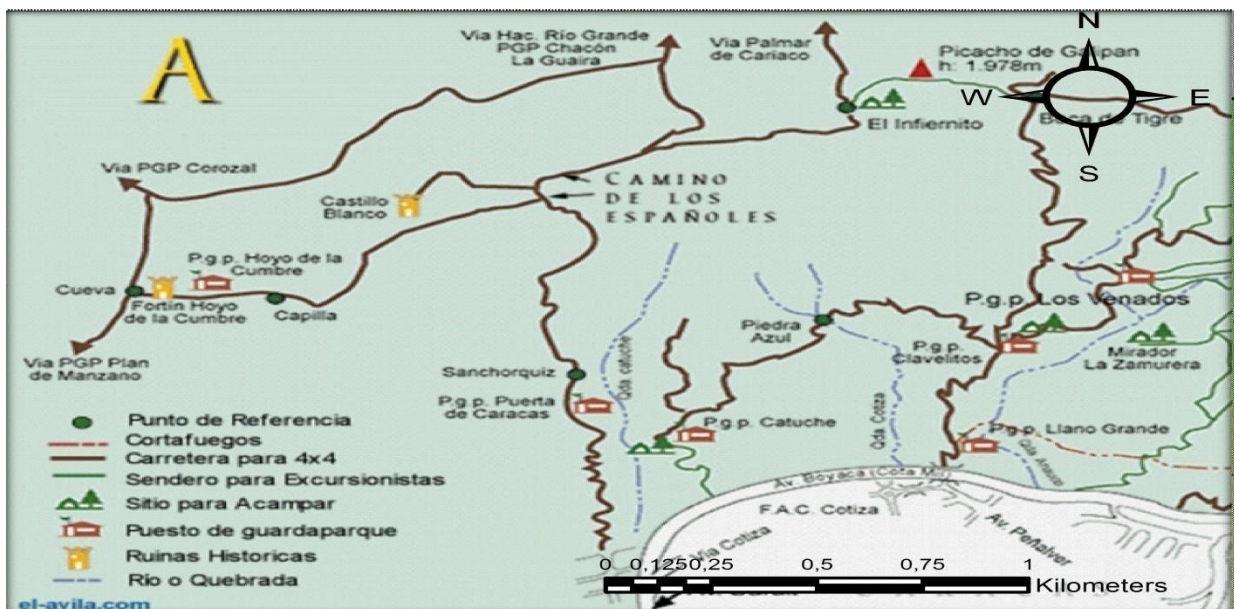 A
Via Hac. Río Grande
PGP Chacón
La Guaira
Via Palmar
de Cariaco
Picacho de Galipan
h: 1.978m
N
W
E
S
El Infiernito
Boca de Tigre
Via PGP Corozal
Castillo
Blanco
CAMINO
DE LOS
ESPAÑOLES
P.g.p. Hoyo de la
Cumbre
Cueva
Fortín Hoyo
de la Cumbre
Capilla
P.g.p. Los Venados
Piedra
Azul
P.g.p.
Clavelitos
Mirador
La Zamurera
Via PGP Plan
de Manzano
Sanchorquiz
Qda. catuche
P.g.p. Puerta
de Caracas
Qda. Cotiza
P.g.p. Catuche
P.g.p. Llano Grande
Qda.
Punto de Referencia
Cortafuegos
Carretera para 4x4
Sendero para Excursionistas
Sitio para Acampar
Puesto de guardaparque
Ruinas Historicas
Río o Quebrada
Av. Boyaca (Cota Mil)
F.A.C. Cotiza
Av. Peñalver
Via Cotiza
0 0,125 0,25 0,5 0,75 1
Kilometers
el-avila.com